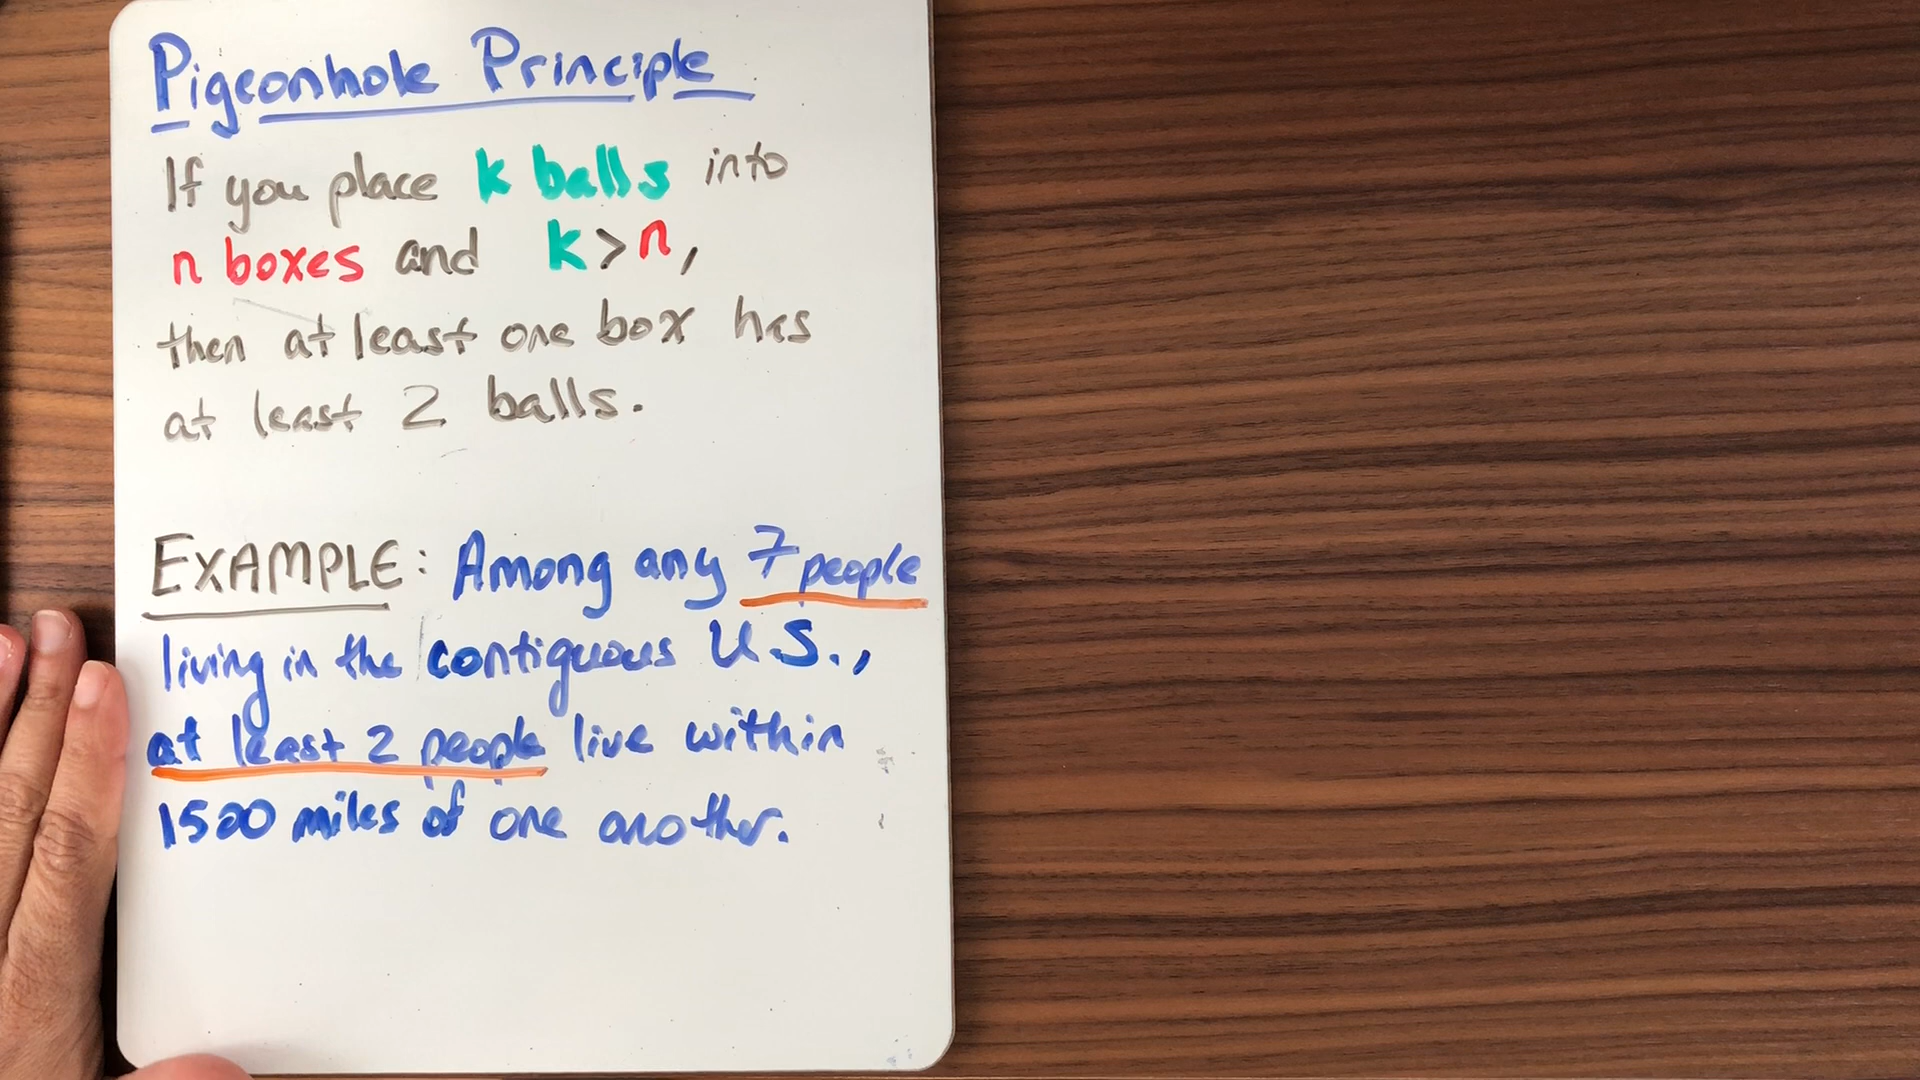 Pigeonhole Principle
If you place k balls into
n boxes and k>n,
then at least one box has
at least 2 balls.
EXAMPLE: Among any 7 people
living in the contiguous U.S.,
at least 2 people live within
1500 miles of one another.